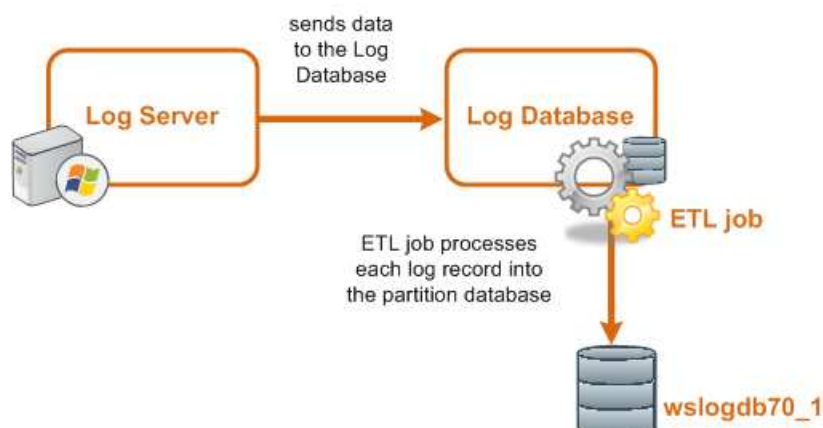 sends data
to the Log
Database
Log Server
Log Database
ETL job
ETL job processes
each log record into
the partition database
wslogdb70_1